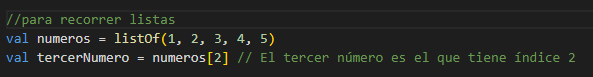 //para recorrer listas
val numeros = listOf(1, 2, 3, 4, 5)
val tercerNumero = numeros[2] // El tercer número es el que tiene índice 2